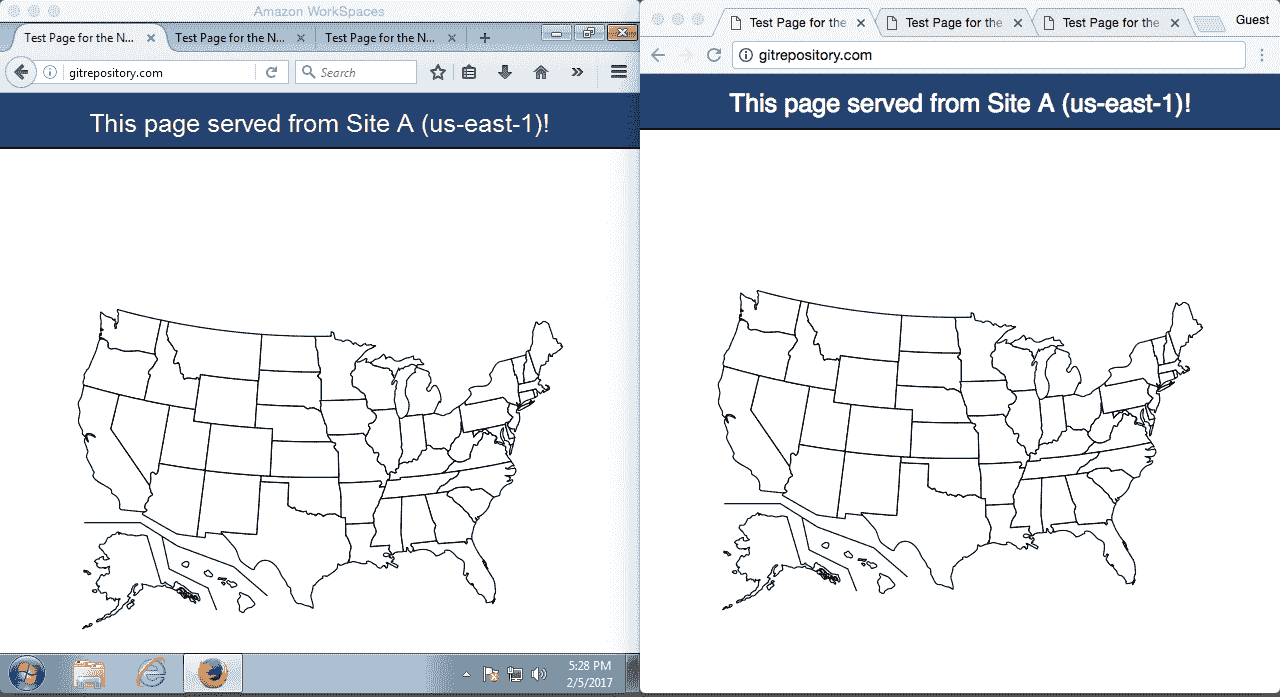 Amazon WorkSpaces
Test Page for the N... Test Page for the N... Test Page for the N...
gitrepository.com Search
This page served from Site A (us-east-1)!
5:28 PM
2/5/2017
Test Page for the Test Page for the Test Page for the Guest
gitrepository.com
This page served from Site A (us-east-1)!